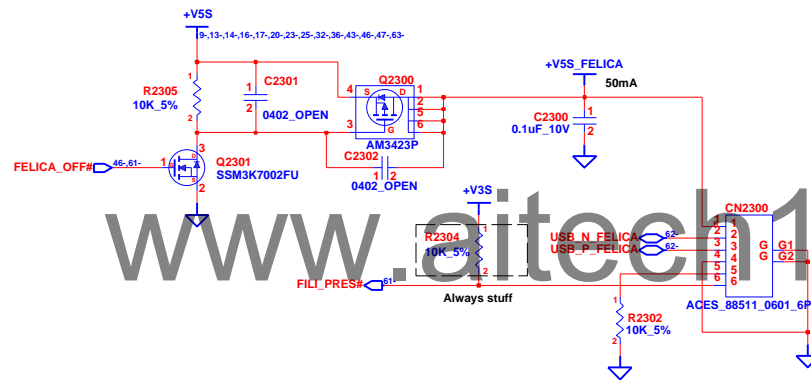 +V5S
9-,13-,14-,16-,17-,20-,23-,25-,32-,36-,43-,46-,47-,63-
R2305
10K_5%
1
2
C2301
1
2
0402_OPEN
Q2300
4
S
D
1
2
5
6
3
G
AM3423P
C2302
1
2
0402_OPEN
+V5S_FELICA
50mA
C2300
0.1uF_10V
1
2
FELICA_OFF#
46-,61-
1
G
D
S
3
2
Q2301
SSM3K7002FU
+V3S
R2304
10K_5%
1
2
Always stuff
FILI_PRES#
61-
USB_N_FELICA
62-
USB_P_FELICA
62-
CN2300
1
2
3
4
5
6
1
2
3
4
5
6
G
G
G1
G2
ACES_88511_0601_6P
R2302
10K_5%
1
2
www.aitech1